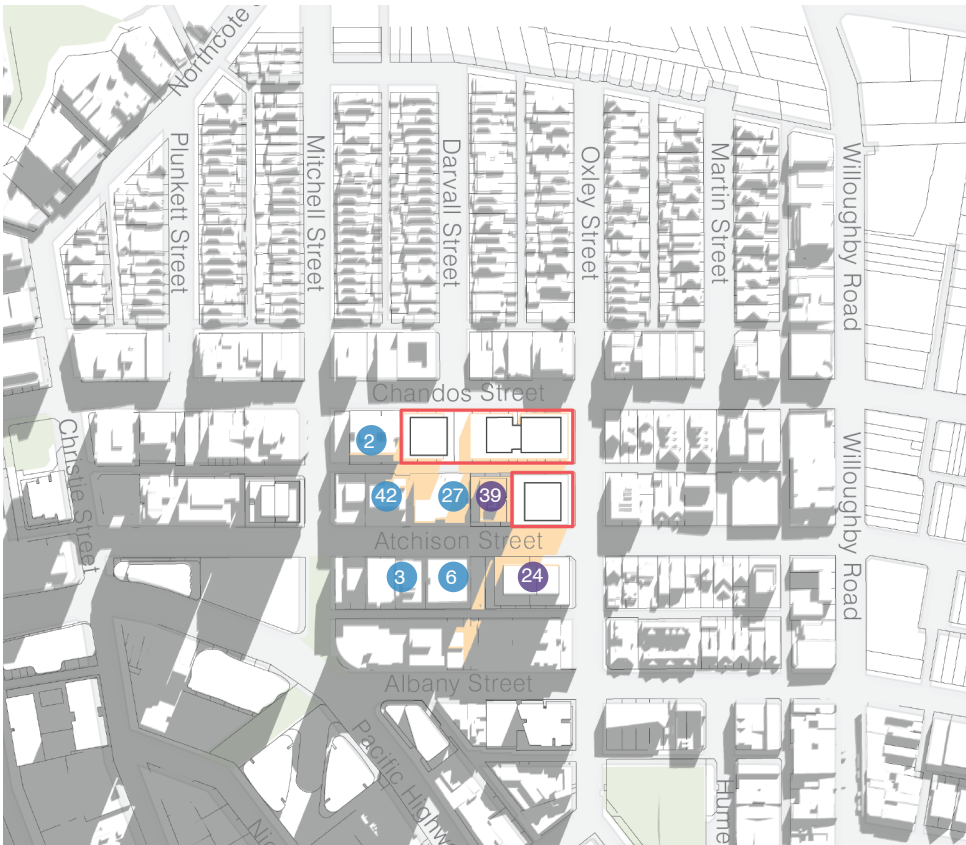 Northcote
Plunkett Street
Mitchell Street
Darvall Street
Oxley Street
Martin Street
Willoughby Road
Chandos Street
2
Christie Street
42
27
39
Willoughby Road
Atchison Street
3
6
24
Albany Street
Pacific
Hume